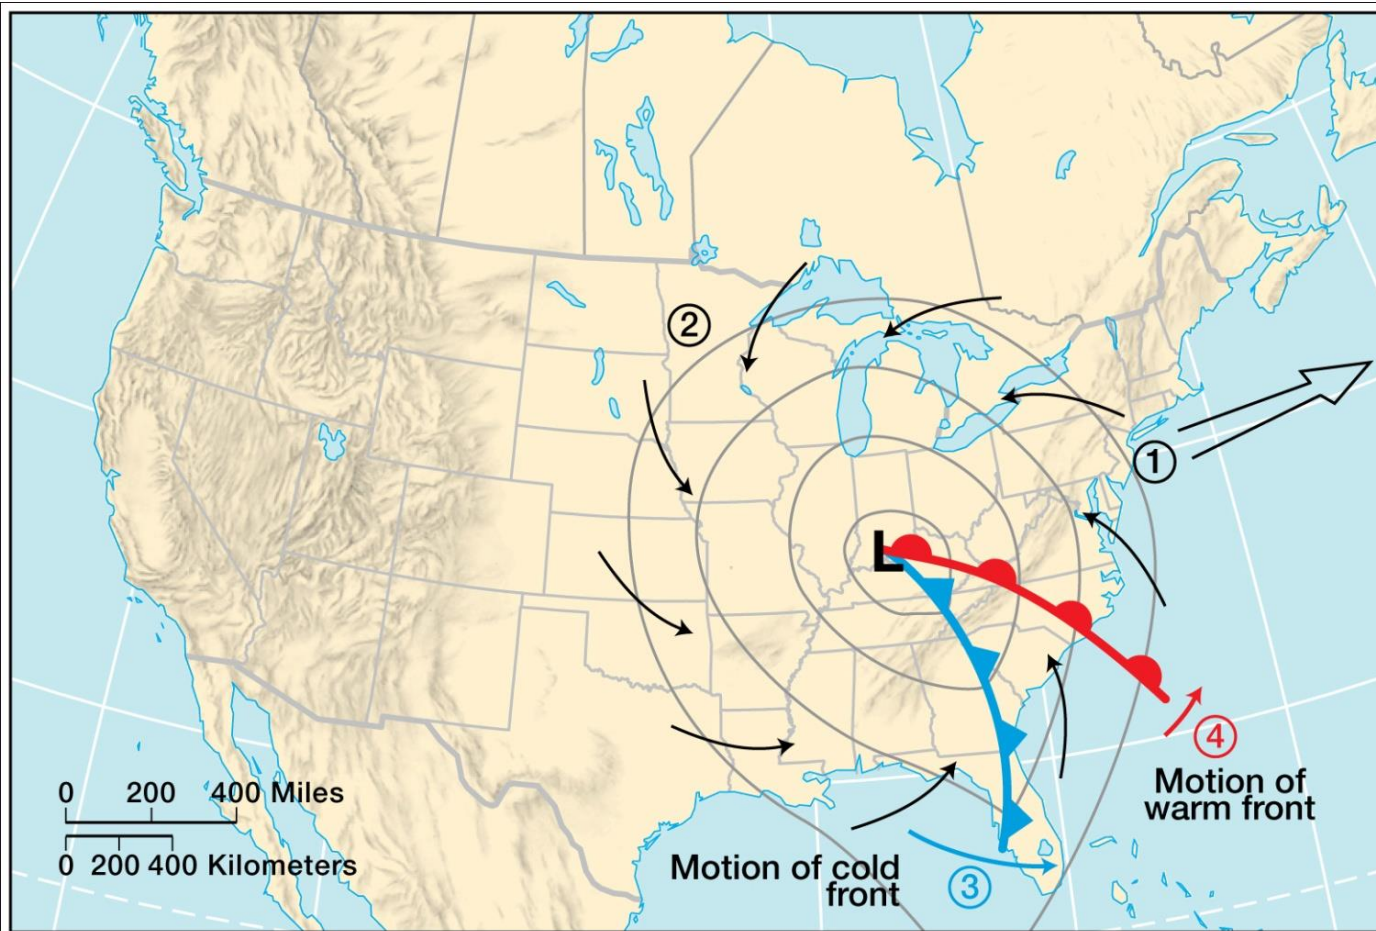 2
1
L
4
Motion of
warm front
0 200 400 Miles
0 200 400 Kilometers
Motion of cold
front
3